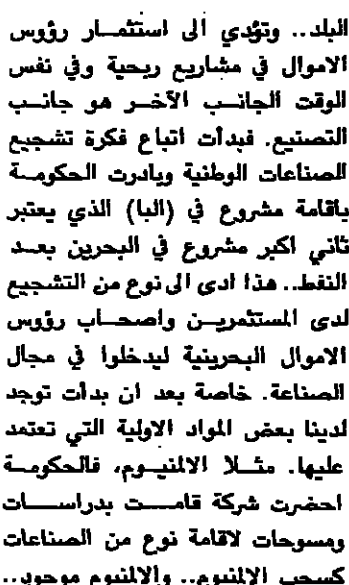 البلد.. وتؤدي الى استثمار رؤوس
الاموال في مشاريع ربحية وفي نفس
الوقت الجانب الآخر هو جانب
التصنيع. فبدأت اتباع فكرة تشجيع
الصناعات الوطنية وبادرت الحكومة
باقامة مشروع في (البا) الذي يعتبر
ثاني اكبر مشروع في البحرين بعد
النفط.. هذا ادى الى نوع من التشجيع
لدى المستثمرين واصحاب رؤوس
الاموال البحرينية ليدخلوا في مجال
الصناعة. خاصة بعد ان بدأت توجد
لدينا بعض المواد الاولية التي تعتمد
عليها. مثلا الالمنيوم، فالحكومة
احضرت شركة قامت بدراسات
ومسوحات لاقامة نوع من الصناعات
كسحب الالمنيوم.. والالمنيوم موجود..